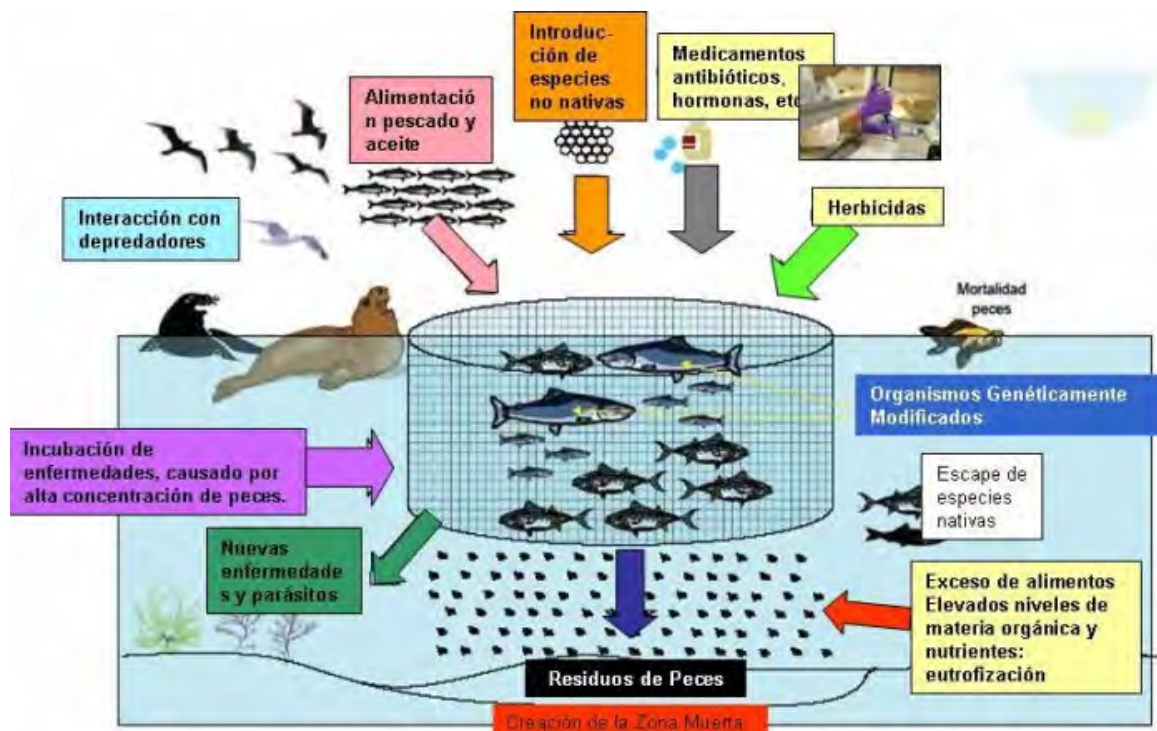 Introduc-
ción de
especies
no nativas
Medicamentos
antibióticos,
hormonas, etc
Alimentació
n pescado y
aceite
Interacción con
depredadores
Herbicidas
Mortalidad
peces
Organismos Genéticamente
Modificados
Incubación de
enfermedades, causado por
alta concentración de peces.
Escape de
especies
nativas
Nuevas
enfermedade
s y parásitos
Exceso de alimentos
Elevados niveles de
materia orgánica y
nutrientes:
eutrofización
Residuos de Peces
Creación de la Zona Muerta